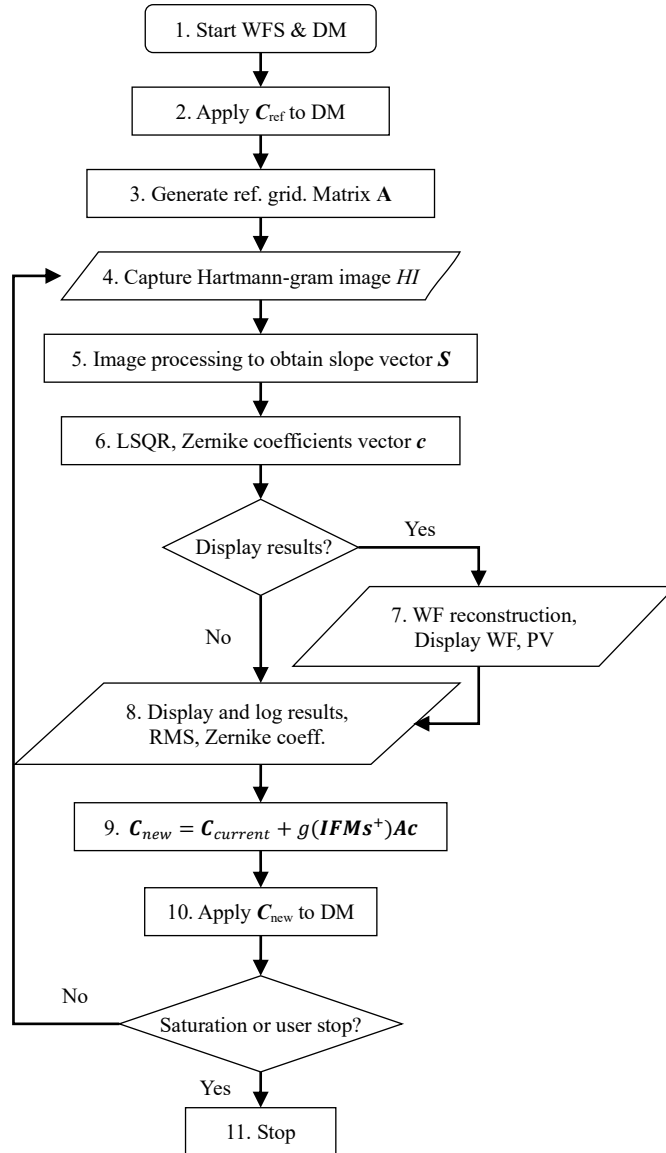 1. Start WFS & DM
2. Apply C_ref to DM
3. Generate ref. grid. Matrix A
4. Capture Hartmann-gram image HI
5. Image processing to obtain slope vector S
6. LSQR, Zernike coefficients vector c
Display results?
Yes
No
7. WF reconstruction,
Display WF, PV
8. Display and log results,
RMS, Zernike coeff.
9. C_new = C_current + g(IFMs⁺)Ac
10. Apply C_new to DM
Saturation or user stop?
No
Yes
11. Stop